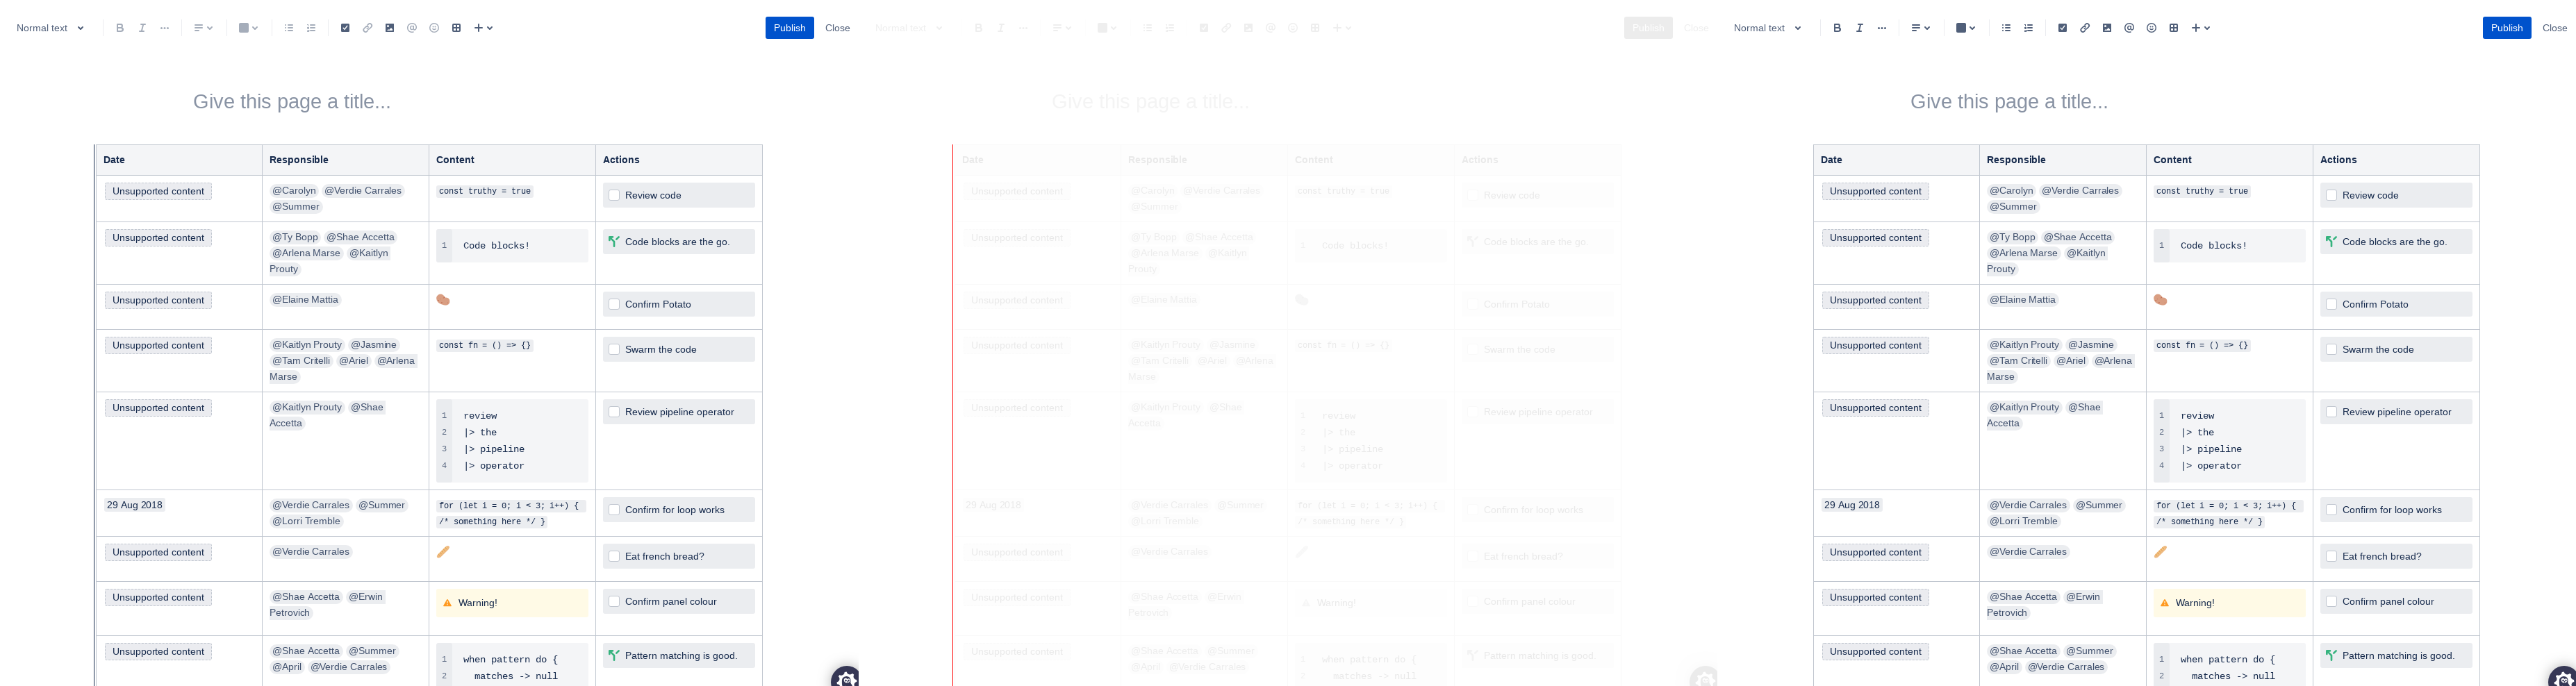 Normal text
Publish
Close
Give this page a title...
Date Responsible Content Actions
Unsupported content @Carolyn @Verdie Carrales const truthy = true Review code
@Summer
Unsupported content @Ty Bopp @Shae Accetta 1 Code blocks! Code blocks are the go.
@Arlena Marse @Kaitlyn
Prouty
Unsupported content @Elaine Mattia Confirm Potato
Unsupported content @Kaitlyn Prouty @Jasmine const fn = () => {} Swarm the code
@Tam Critelli @Ariel @Arlena
Marse
Unsupported content @Kaitlyn Prouty @Shae 1 review Review pipeline operator
Accetta 2 |> the
3 |> pipeline
4 |> operator
29 Aug 2018 @Verdie Carrales @Summer for (let i = 0; i < 3; i++) { Confirm for loop works
@Lorri Tremble /* something here */ }
Unsupported content @Verdie Carrales Eat french bread?
Unsupported content @Shae Accetta @Erwin Warning! Confirm panel colour
Petrovich
Unsupported content @Shae Accetta @Summer 1 when pattern do { Pattern matching is good.
@April @Verdie Carrales 2 matches -> null
Normal text
Publish
Close
Give this page a title...
Date Responsible Content Actions
Unsupported content @Carolyn @Verdie Carrales const truthy = true Review code
@Summer
Unsupported content @Ty Bopp @Shae Accetta 1 Code blocks! Code blocks are the go.
@Arlena Marse @Kaitlyn
Prouty
Unsupported content @Elaine Mattia Confirm Potato
Unsupported content @Kaitlyn Prouty @Jasmine const fn = () => {} Swarm the code
@Tam Critelli @Ariel @Arlena
Marse
Unsupported content @Kaitlyn Prouty @Shae 1 review Review pipeline operator
Accetta 2 |> the
3 |> pipeline
4 |> operator
29 Aug 2018 @Verdie Carrales @Summer for (let i = 0; i < 3; i++) { Confirm for loop works
@Lorri Tremble /* something here */ }
Unsupported content @Verdie Carrales Eat french bread?
Unsupported content @Shae Accetta @Erwin Warning! Confirm panel colour
Petrovich
Unsupported content @Shae Accetta @Summer 1 when pattern do { Pattern matching is good.
@April @Verdie Carrales 2 matches -> null
Normal text
Publish
Close
Give this page a title...
Date Responsible Content Actions
Unsupported content @Carolyn @Verdie Carrales const truthy = true Review code
@Summer
Unsupported content @Ty Bopp @Shae Accetta 1 Code blocks! Code blocks are the go.
@Arlena Marse @Kaitlyn
Prouty
Unsupported content @Elaine Mattia Confirm Potato
Unsupported content @Kaitlyn Prouty @Jasmine const fn = () => {} Swarm the code
@Tam Critelli @Ariel @Arlena
Marse
Unsupported content @Kaitlyn Prouty @Shae 1 review Review pipeline operator
Accetta 2 |> the
3 |> pipeline
4 |> operator
29 Aug 2018 @Verdie Carrales @Summer for (let i = 0; i < 3; i++) { Confirm for loop works
@Lorri Tremble /* something here */ }
Unsupported content @Verdie Carrales Eat french bread?
Unsupported content @Shae Accetta @Erwin Warning! Confirm panel colour
Petrovich
Unsupported content @Shae Accetta @Summer 1 when pattern do { Pattern matching is good.
@April @Verdie Carrales 2 matches -> null